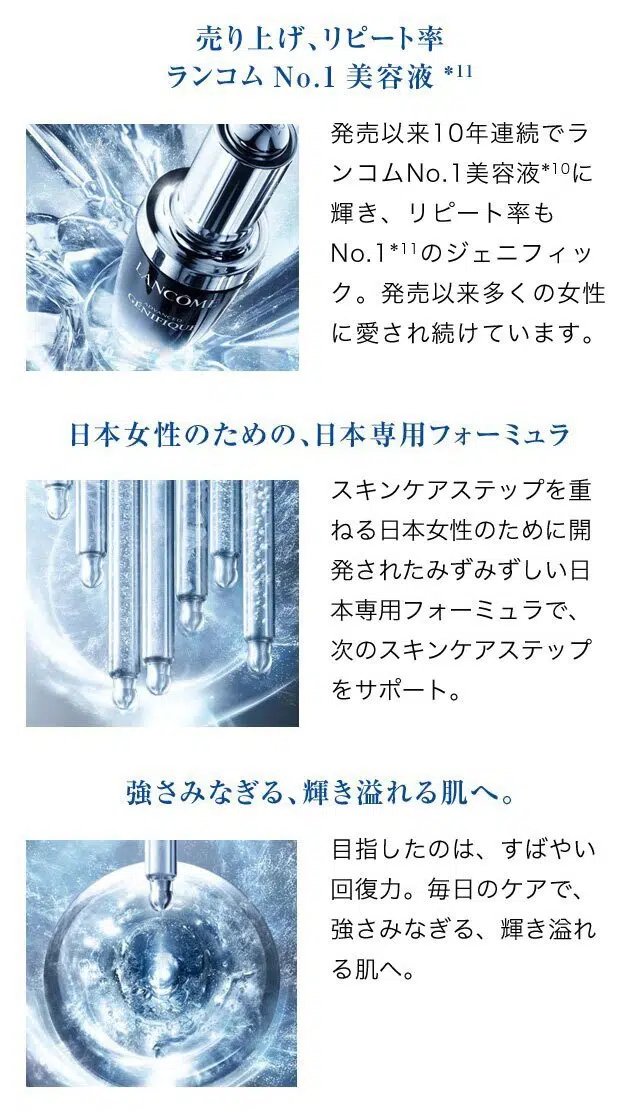 売り上げ、リピート率
ランコム No.1 美容液 *11
発売以来10年連続でラ
ンコムNo.1美容液*10に
輝き、リピート率も
No.1*11のジェニフィッ
ク。発売以来多くの女性
に愛され続けています。
LANCÔME
ADVANCED
GÉNIFIQUE
日本女性のための、日本専用フォーミュラ
スキンケアステップを重
ねる日本女性のために開
発されたみずみずしい日
本専用フォーミュラで、
次のスキンケアステップ
をサポート。
強さみなぎる、輝き溢れる肌へ。
目指したのは、すばやい
回復力。毎日のケアで、
強さみなぎる、輝き溢れ
る肌へ。